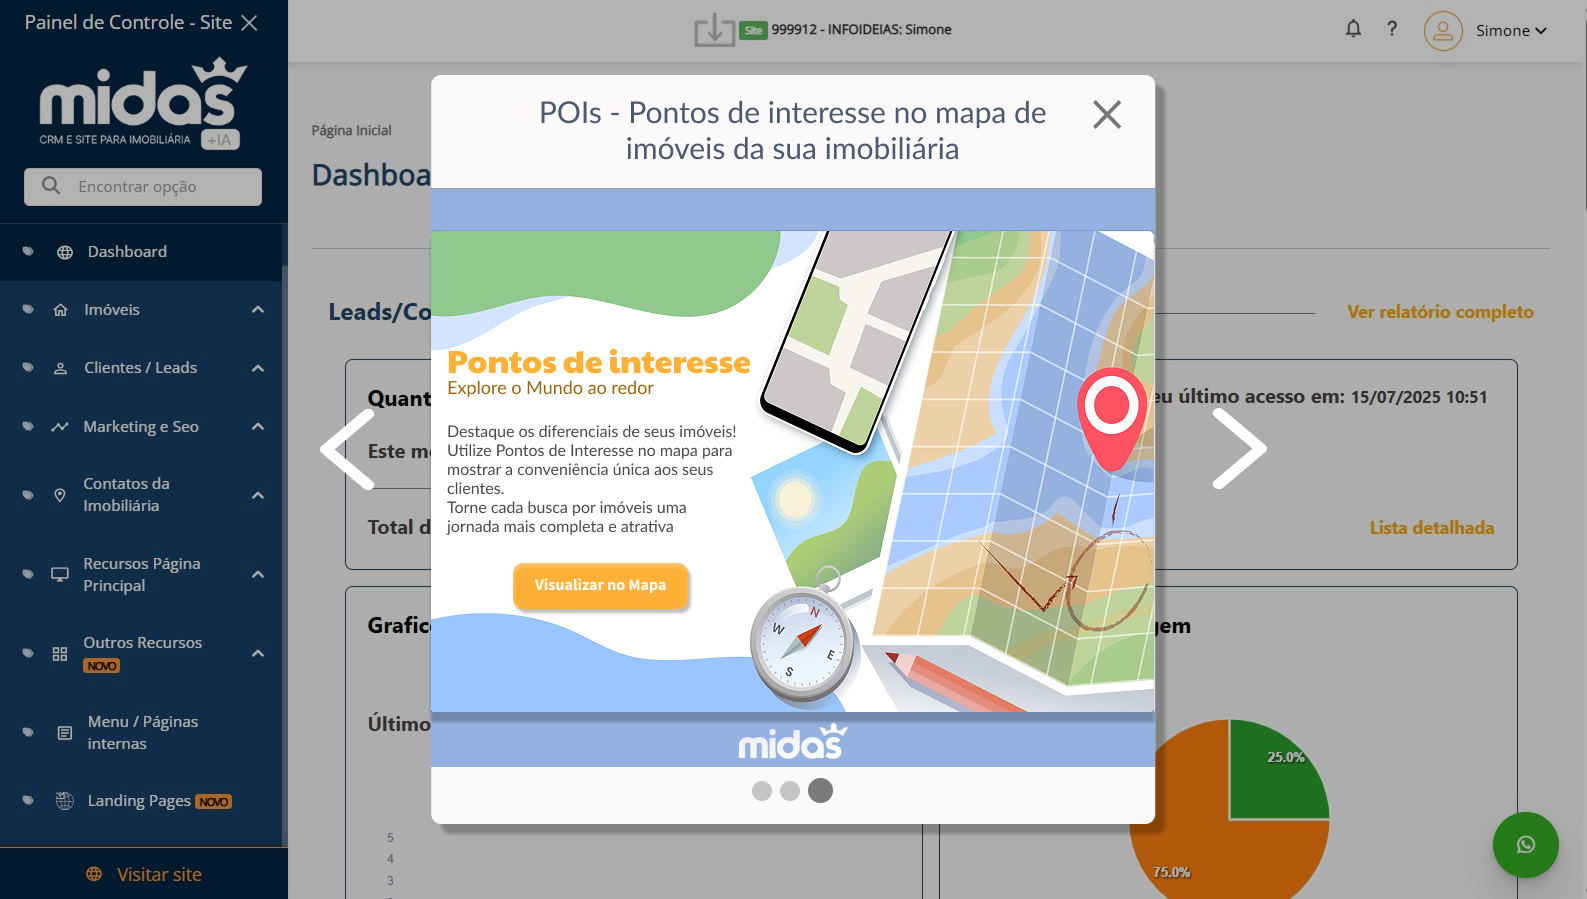 Painel de Controle - Site
midas
CRM E SITE PARA IMOBILIÁRIA +IA
Encontrar opção
Dashboard
Imóveis
Clientes / Leads
Marketing e Seo
Contatos da
Imobiliária
Recursos Página
Principal
Outros Recursos
NOVO
Menu / Páginas
internas
Landing Pages NOVO
Visitar site
Site 999912 - INFOIDEIAS: Simone
? Simone
Página Inicial
Dashboa
Leads/Co
Ver relatório completo
Quant
eu último acesso em: 15/07/2025 10:51
Este m
Total d
Lista detalhada
Grafic
gem
Último
5
4
3
25.0%
75.0%
POIs - Pontos de interesse no mapa de
imóveis da sua imobiliária
Pontos de interesse
Explore o Mundo ao redor
Destaque os diferenciais de seus imóveis!
Utilize Pontos de Interesse no mapa para
mostrar a conveniência única aos seus
clientes.
Torne cada busca por imóveis uma
jornada mais completa e atrativa
Visualizar no Mapa
N
W
E
S
midas